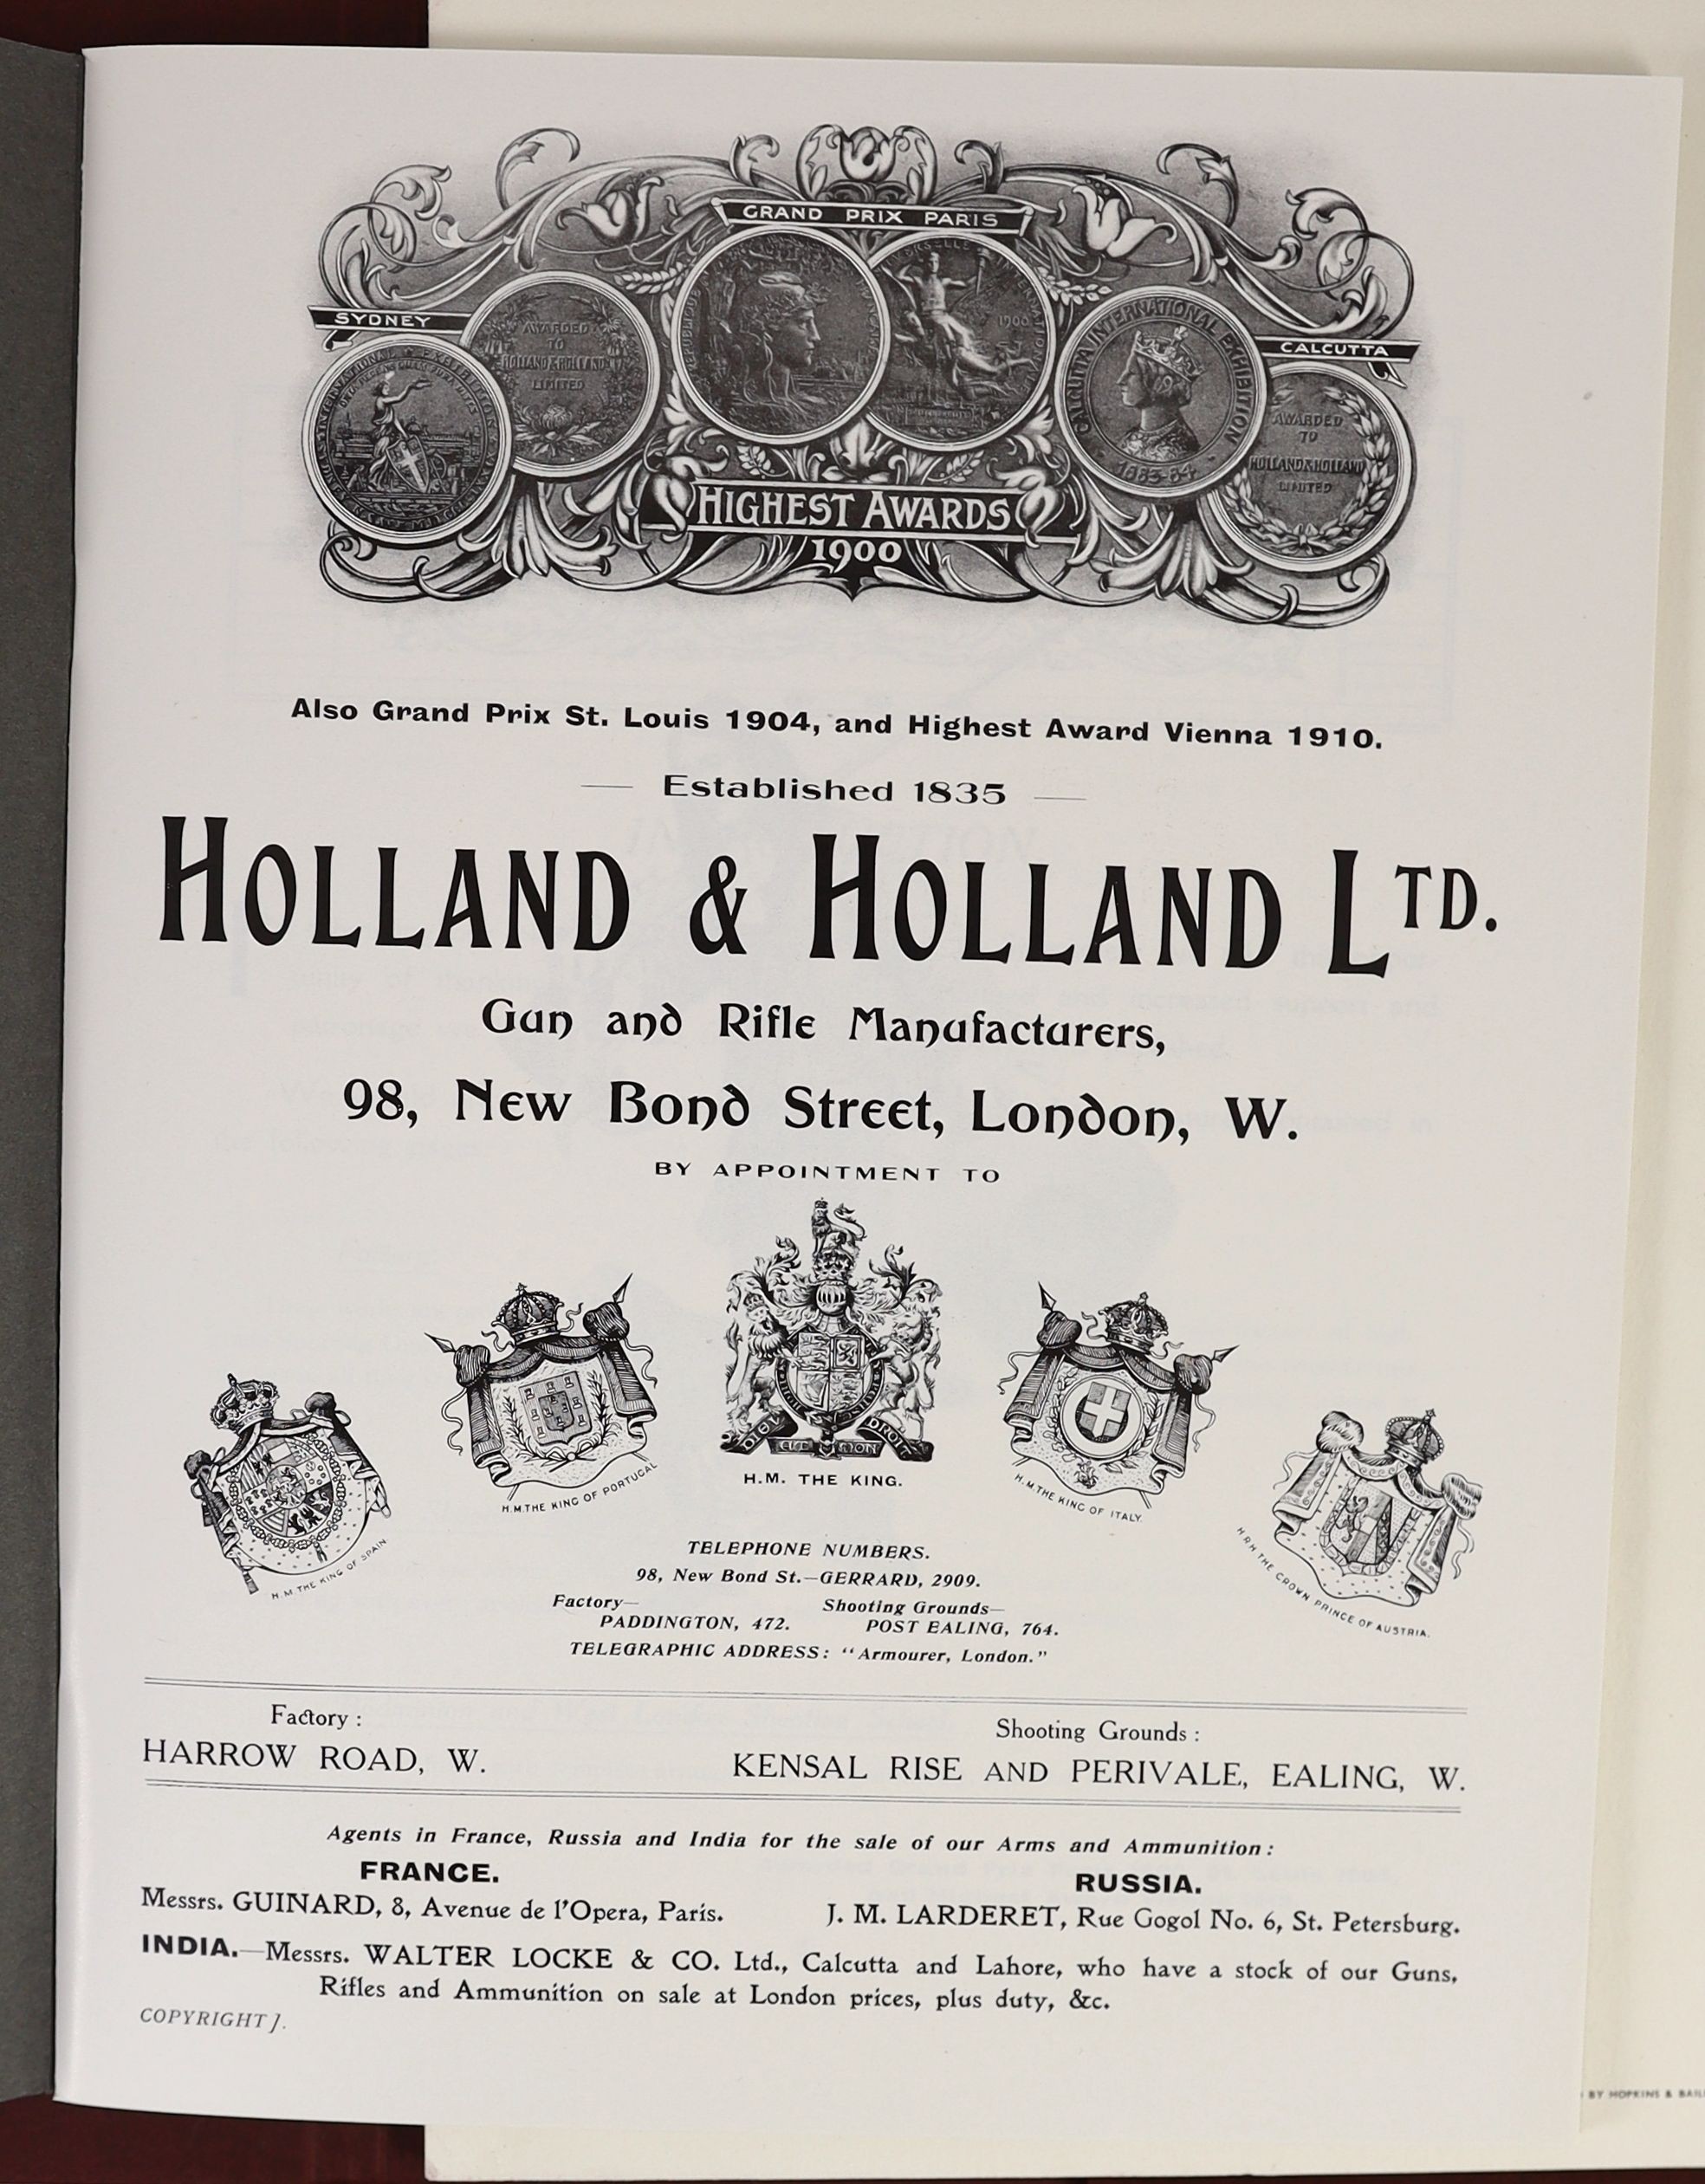 GRAND PRIX PARIS
SYDNEY
CALCUTTA
AWARDED
TO
HOLLAND & HOLLAND
LIMITED
1900
CALCUTTA INTERNATIONAL EXHIBITION
1883-84
AWARDED
TO
HOLLAND & HOLLAND
LIMITED
HIGHEST AWARDS
1900
Also Grand Prix St. Louis 1904, and Highest Award Vienna 1910.
— Established 1835 —
HOLLAND & HOLLAND LTD.
Gun and Rifle Manufacturers,
98, New Bond Street, London, W.
BY APPOINTMENT TO
DIEU ET MON DROIT
H.M. THE KING OF SPAIN.
H.M. THE KING OF PORTUGAL
H.M. THE KING.
H.M. THE KING OF ITALY.
H.R.H THE CROWN PRINCE OF AUSTRIA.
TELEPHONE NUMBERS.
98, New Bond St.—GERRARD, 2909.
Factory— Shooting Grounds—
PADDINGTON, 472. POST EALING, 764.
TELEGRAPHIC ADDRESS: "Armourer, London."
Factory: Shooting Grounds:
HARROW ROAD, W. KENSAL RISE AND PERIVALE, EALING, W.
Agents in France, Russia and India for the sale of our Arms and Ammunition:
FRANCE. RUSSIA.
Messrs. GUINARD, 8, Avenue de l'Opera, Paris. J. M. LARDERET, Rue Gogol No. 6, St. Petersburg.
INDIA.—Messrs. WALTER LOCKE & CO. Ltd., Calcutta and Lahore, who have a stock of our Guns,
Rifles and Ammunition on sale at London prices, plus duty, &c.
COPYRIGHT].
BY HOPKINS & BAIL